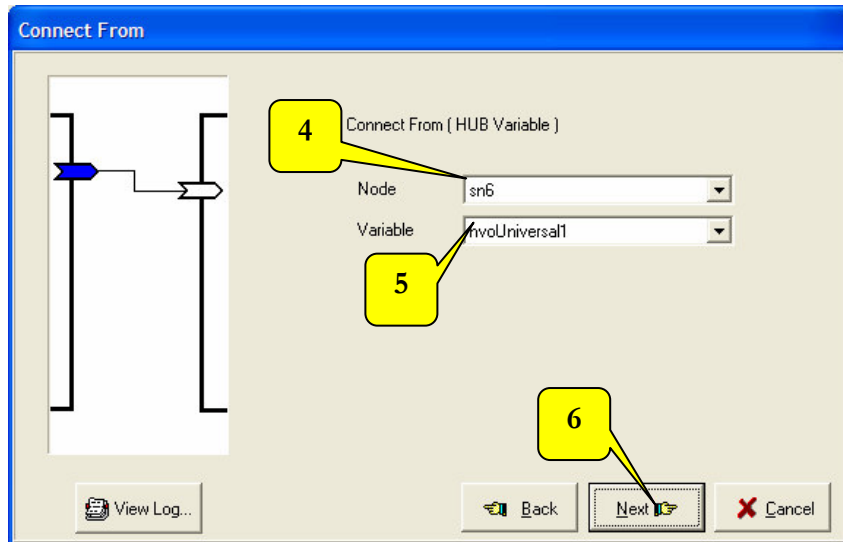 Connect From
4
Connect From ( HUB Variable )
Node sn6
Variable nvoUniversal1
5
6
View Log...
Back
Next
Cancel